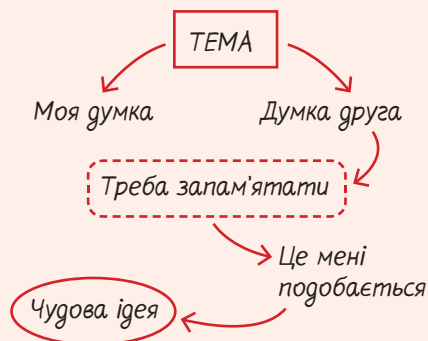 ТЕМА
Моя думка
Думка друга
Треба запам'ятати
Це мені
подобається
Чудова ідея